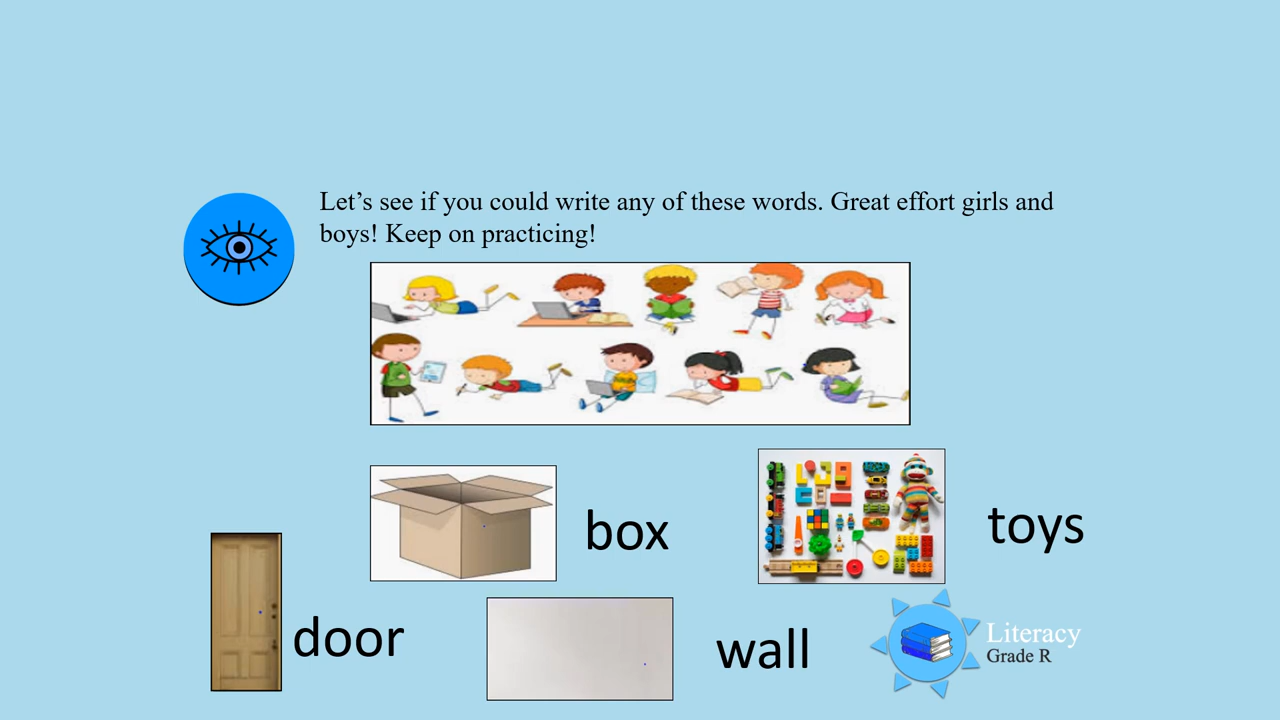 Let’s see if you could write any of these words. Great effort girls and
boys! Keep on practicing!
box
toys
door
wall
Literacy
Grade R